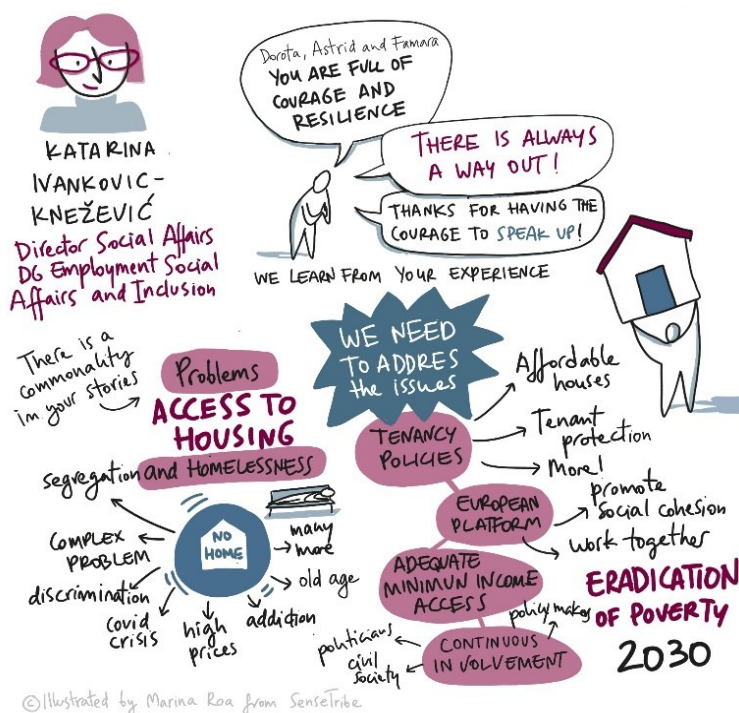 KATARINA
IVANKOVIC-
KNEŽEVIĆ
Director Social Affairs
DG Employment Social
Affairs and Inclusion
Dorota, Astrid and Famara
YOU ARE FULL OF
COURAGE AND
RESILIENCE
THERE IS ALWAYS
A WAY OUT!
THANKS FOR HAVING THE
COURAGE TO SPEAK UP!
WE LEARN FROM YOUR EXPERIENCE
There is a
commonality
in your stories
Problems
ACCESS TO
HOUSING
and HOMELESSNESS
segregation
COMPLEX
PROBLEM
discrimination
covid
crisis
high
prices
addiction
old age
many
more
NO
HOME
WE NEED
TO ADDRES
the issues
TENANCY
POLICIES
Affordable
houses
Tenant
protection
More!
EUROPEAN
PLATFORM
promote
social cohesion
work together
ADEQUATE
MINIMUN INCOME
ACCESS
CONTINUOUS
INVOLVEMENT
politicians
civil
society
policy makers
ERADICATION
OF POVERTY
2030
©Illustrated by Marina Roa from SenseTribe